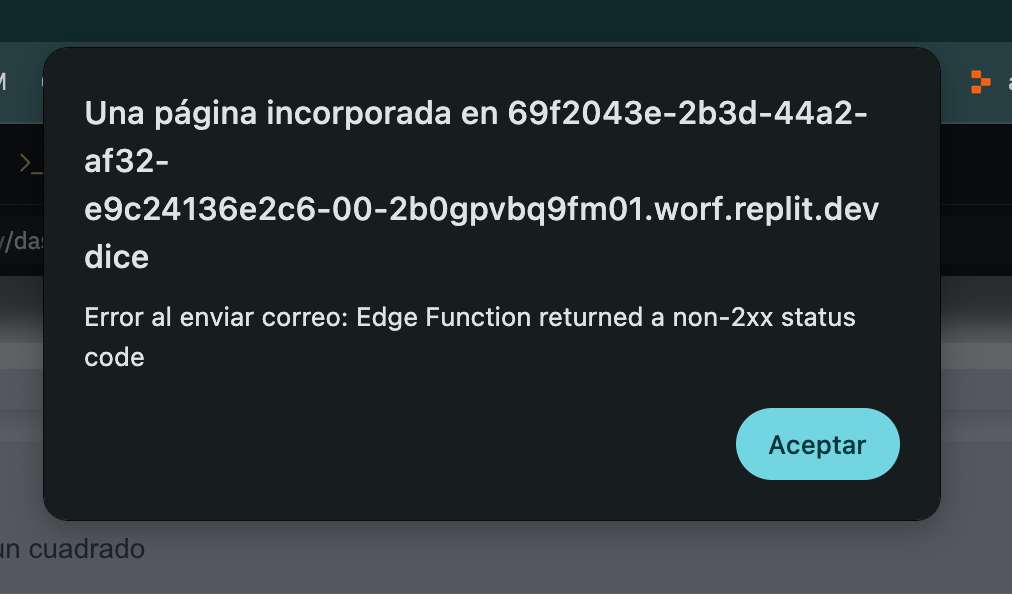 M
Una página incorporada en 69f2043e-2b3d-44a2-
af32-
e9c24136e2c6-00-2b0gpvbq9fm01.worf.replit.dev
dice
>_
/das
Error al enviar correo: Edge Function returned a non-2xx status
code
Aceptar
un cuadrado